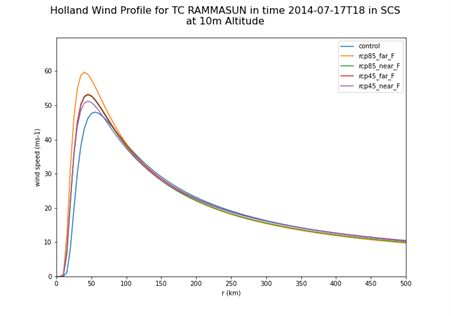 Holland Wind Profile for TC RAMMASUN in time 2014-07-17T18 in SCS
at 10m Altitude
control
rcp85_far_F
rcp85_near_F
rcp45_far_F
rcp45_near_F
60
50
40
30
20
10
0
wind speed (ms-1)
0
50
100
150
200
250
300
350
400
450
500
r (km)